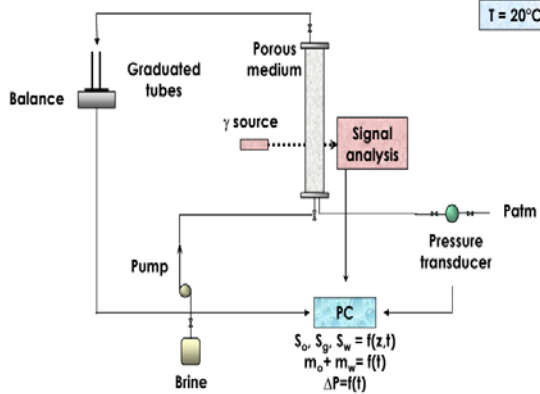 T = 20°C
Porous
medium
Graduated
tubes
Balance
γ source
Signal
analysis
Patm
Pressure
transducer
Pump
PC
So, Sg, Sw = f(z,t)
mo+ mw= f(t)
ΔP=f(t)
Brine